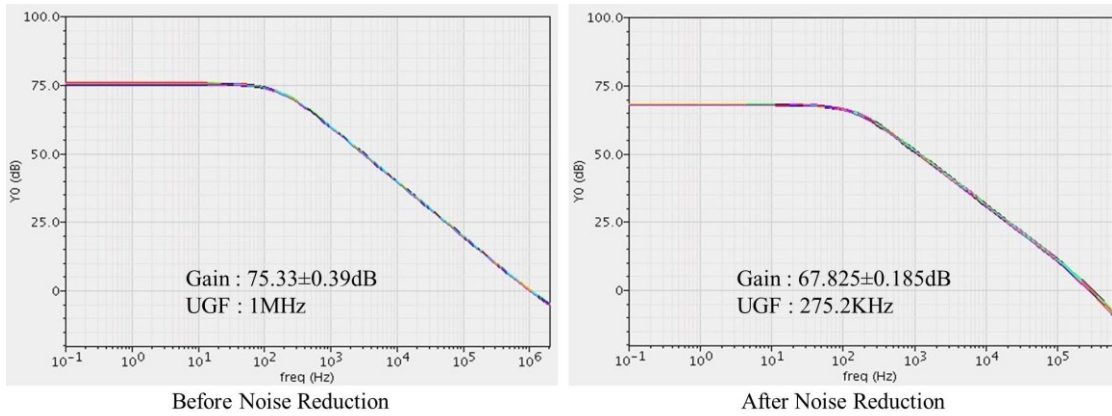 100.0
75.0
50.0
25.0
0
Y0 (dB)
10⁻¹ 10⁰ 10¹ 10² 10³ 10⁴ 10⁵ 10⁶
freq (Hz)
Gain : 75.33±0.39dB
UGF : 1MHz
Before Noise Reduction
100.0
75.0
50.0
25.0
0
Y0 (dB)
10⁻¹ 10⁰ 10¹ 10² 10³ 10⁴ 10⁵
freq (Hz)
Gain : 67.825±0.185dB
UGF : 275.2KHz
After Noise Reduction